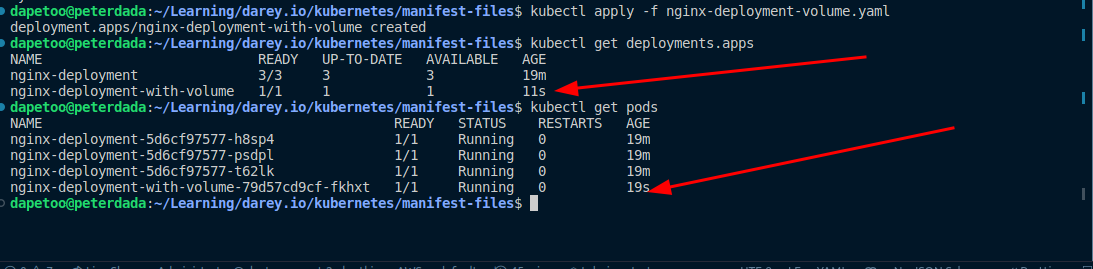 dapetoo@peterdada:~/Learning/darey.io/kubernetes/manifest-files$ kubectl apply -f nginx-deployment-volume.yaml
deployment.apps/nginx-deployment-with-volume created
dapetoo@peterdada:~/Learning/darey.io/kubernetes/manifest-files$ kubectl get deployments.apps
NAME READY UP-TO-DATE AVAILABLE AGE
nginx-deployment 3/3 3 3 19m
nginx-deployment-with-volume 1/1 1 1 11s
dapetoo@peterdada:~/Learning/darey.io/kubernetes/manifest-files$ kubectl get pods
NAME READY STATUS RESTARTS AGE
nginx-deployment-5d6cf97577-h8sp4 1/1 Running 0 19m
nginx-deployment-5d6cf97577-psdpl 1/1 Running 0 19m
nginx-deployment-5d6cf97577-t62lk 1/1 Running 0 19m
nginx-deployment-with-volume-79d57cd9cf-fkhxt 1/1 Running 0 19s
dapetoo@peterdada:~/Learning/darey.io/kubernetes/manifest-files$